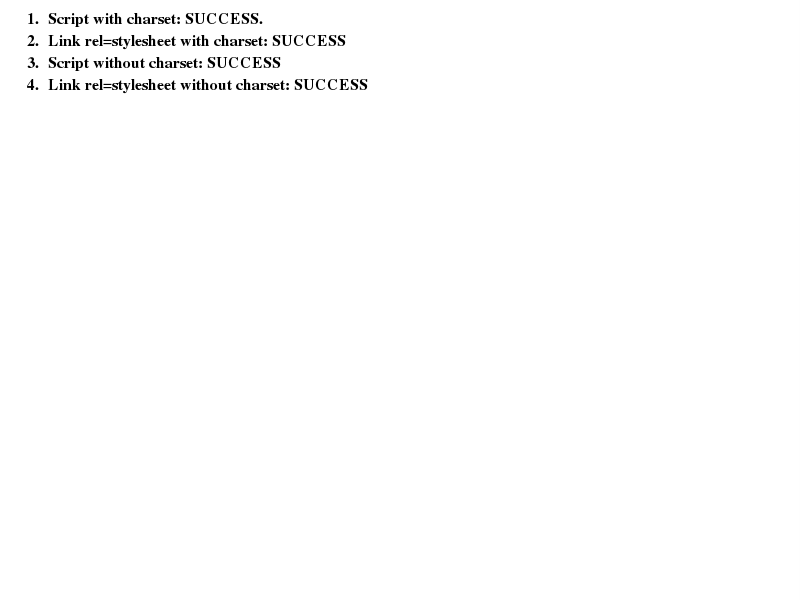 1. Script with charset: SUCCESS.
2. Link rel=stylesheet with charset: SUCCESS
3. Script without charset: SUCCESS
4. Link rel=stylesheet without charset: SUCCESS